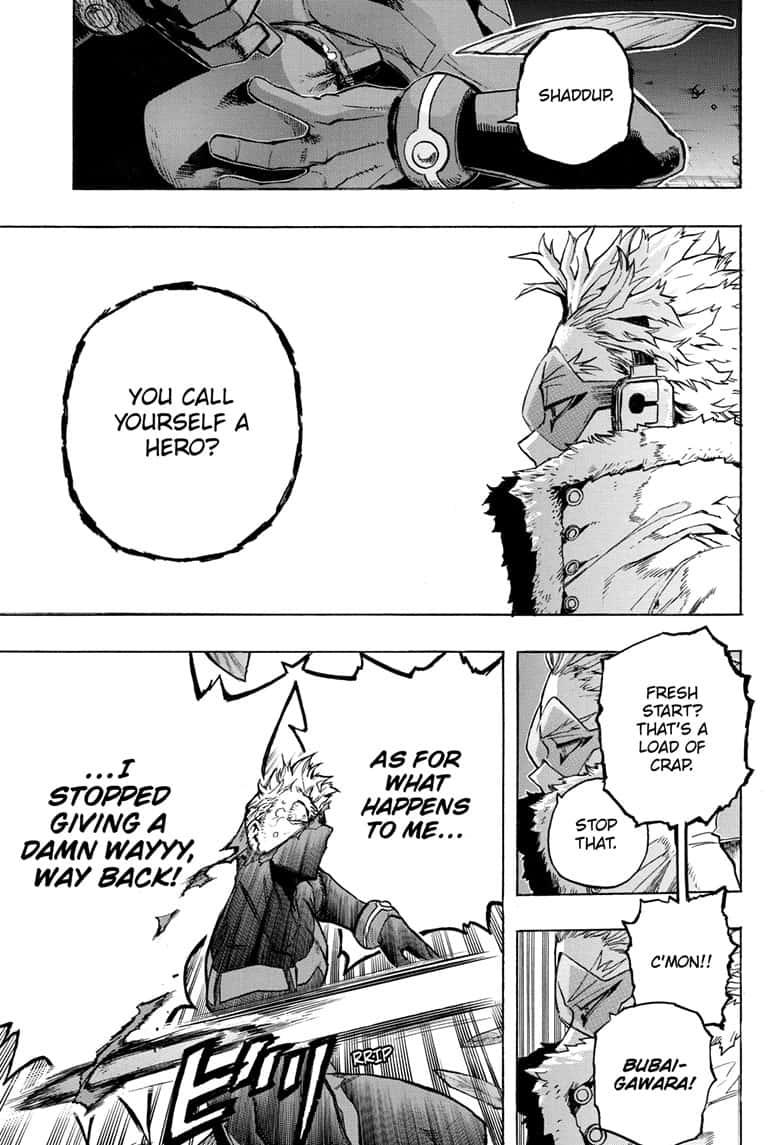 SHADDUP.
YOU CALL
YOURSELF A
HERO?
FRESH
START?
THAT'S A
LOAD OF
CRAP.
STOP
THAT.
C'MON!!
BUBAI-
GAWARA!
AS FOR
WHAT
HAPPENS
TO ME...
...I
STOPPED
GIVING A
DAMN WAYYY,
WAY BACK!
RRIP